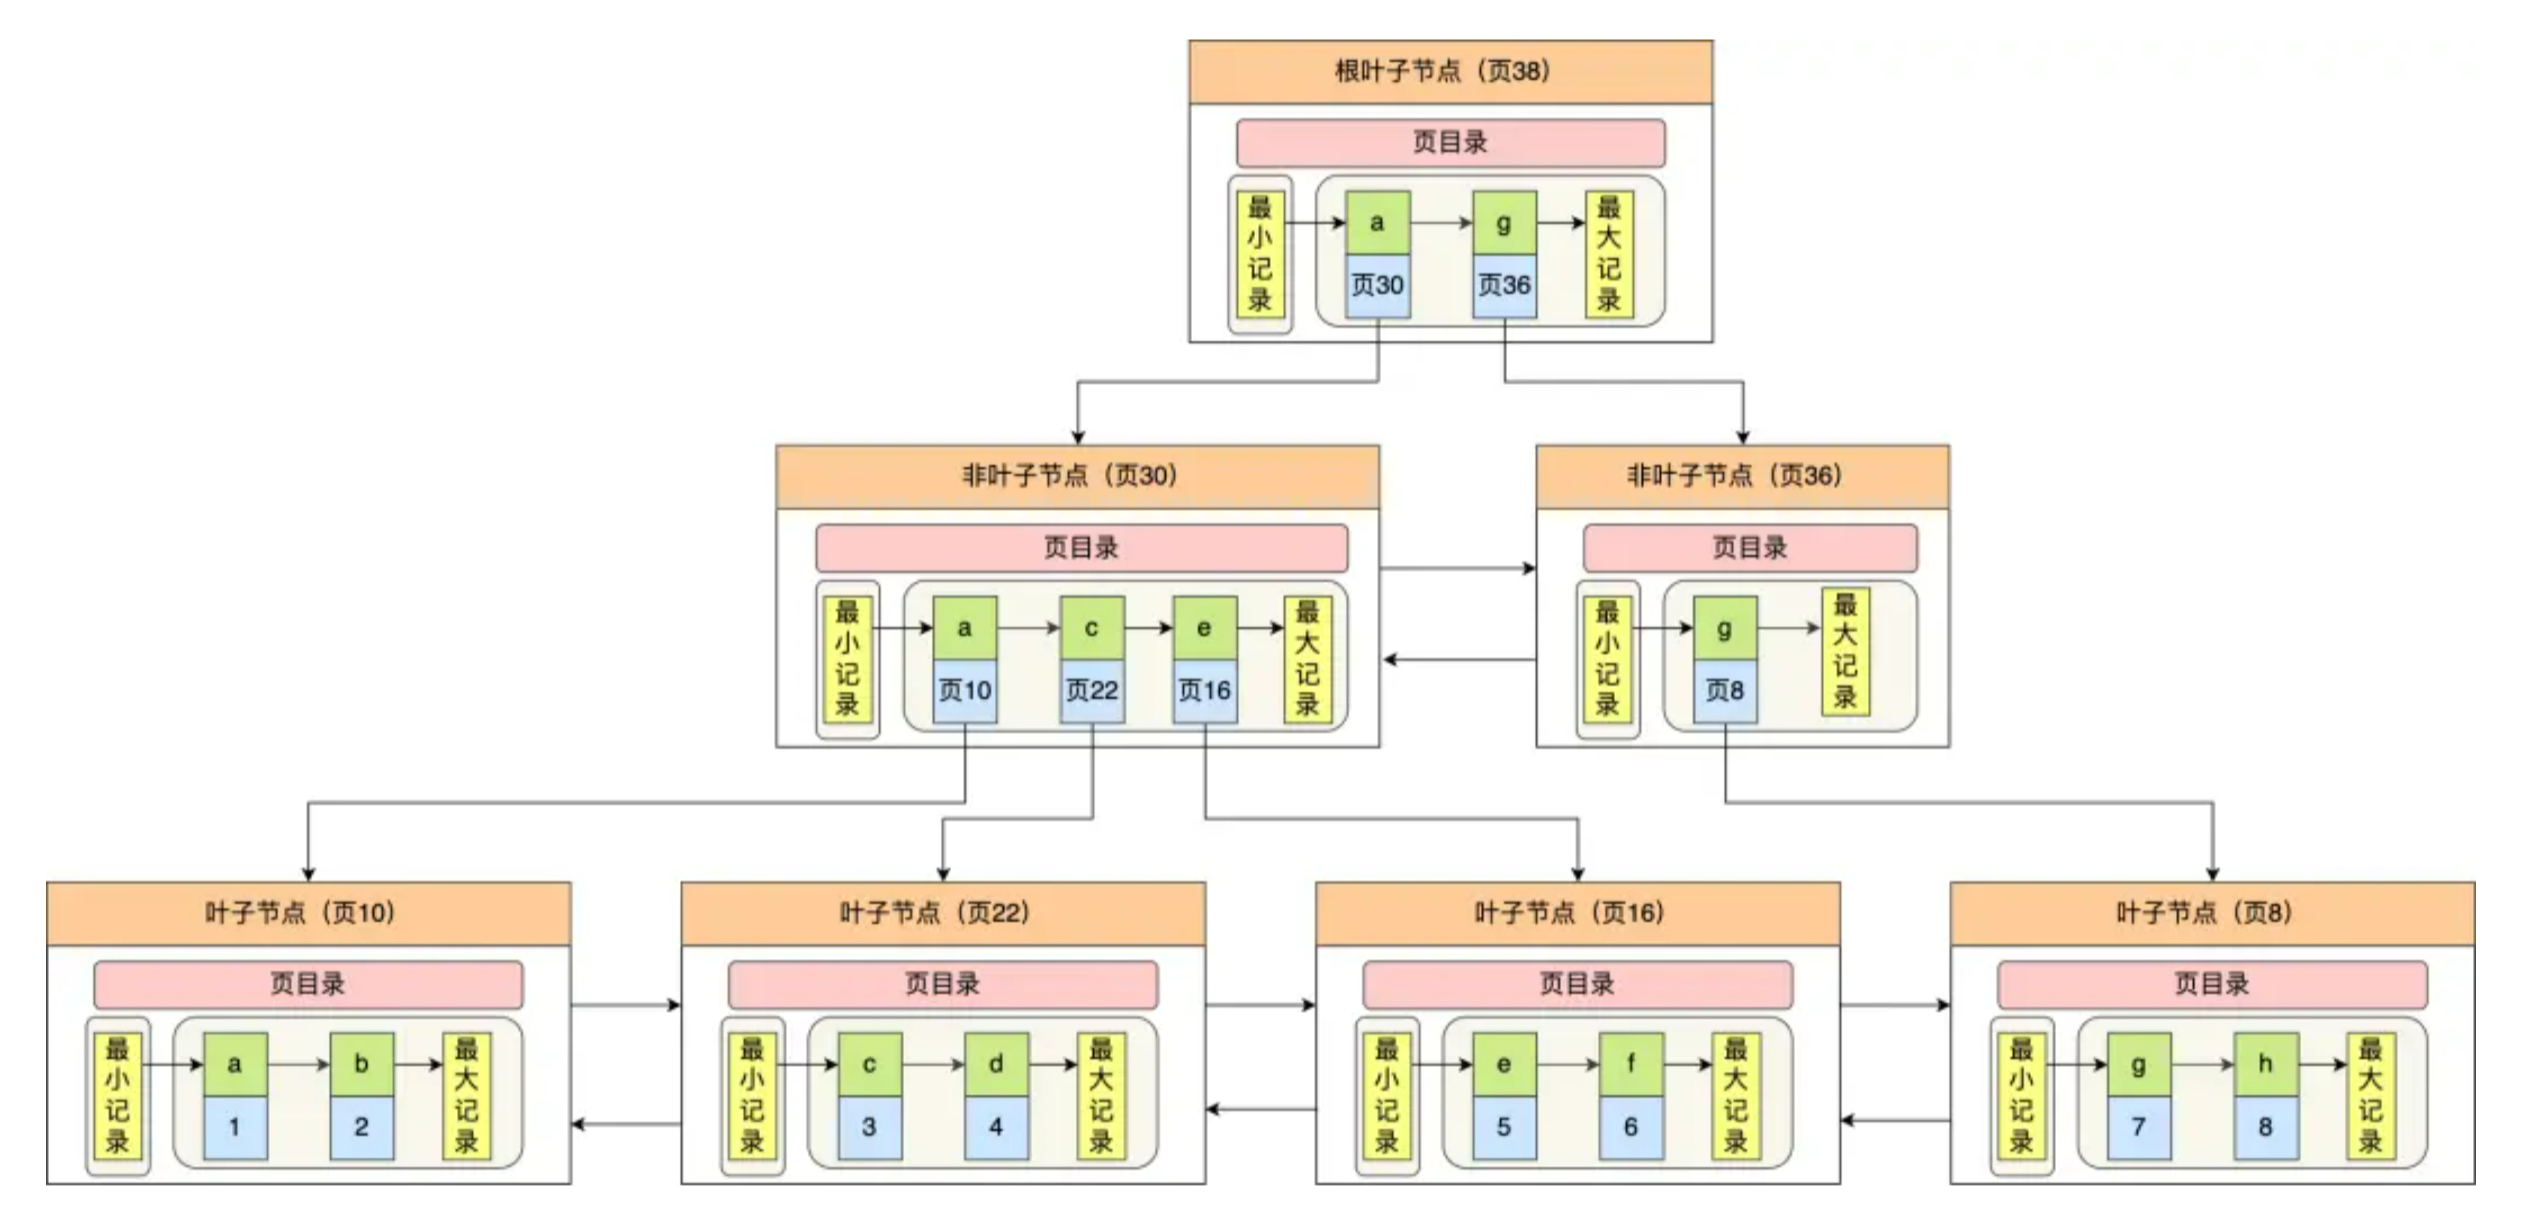 根叶子节点（页38）
页目录
最小记录
a
g
最大记录
页30
页36
非叶子节点（页30）
页目录
最小记录
a
c
e
最大记录
页10
页22
页16
非叶子节点（页36）
页目录
最小记录
g
最大记录
页8
叶子节点（页10）
页目录
最小记录
a
b
最大记录
1
2
叶子节点（页22）
页目录
最小记录
c
d
最大记录
3
4
叶子节点（页16）
页目录
最小记录
e
f
最大记录
5
6
叶子节点（页8）
页目录
最小记录
g
h
最大记录
7
8